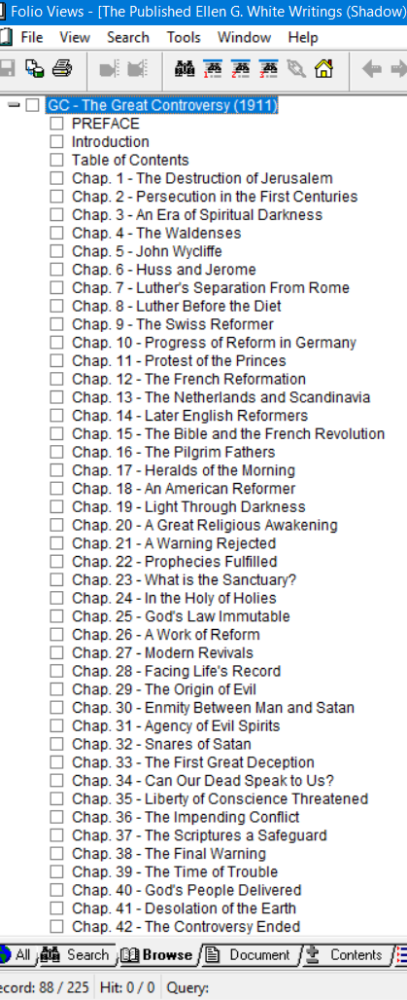 Folio Views - [The Published Ellen G. White Writings (Shadow)
File View Search Tools Window Help
GC - The Great Controversy (1911)
PREFACE
Introduction
Table of Contents
Chap. 1 - The Destruction of Jerusalem
Chap. 2 - Persecution in the First Centuries
Chap. 3 - An Era of Spiritual Darkness
Chap. 4 - The Waldenses
Chap. 5 - John Wycliffe
Chap. 6 - Huss and Jerome
Chap. 7 - Luther's Separation From Rome
Chap. 8 - Luther Before the Diet
Chap. 9 - The Swiss Reformer
Chap. 10 - Progress of Reform in Germany
Chap. 11 - Protest of the Princes
Chap. 12 - The French Reformation
Chap. 13 - The Netherlands and Scandinavia
Chap. 14 - Later English Reformers
Chap. 15 - The Bible and the French Revolution
Chap. 16 - The Pilgrim Fathers
Chap. 17 - Heralds of the Morning
Chap. 18 - An American Reformer
Chap. 19 - Light Through Darkness
Chap. 20 - A Great Religious Awakening
Chap. 21 - A Warning Rejected
Chap. 22 - Prophecies Fulfilled
Chap. 23 - What is the Sanctuary?
Chap. 24 - In the Holy of Holies
Chap. 25 - God's Law Immutable
Chap. 26 - A Work of Reform
Chap. 27 - Modern Revivals
Chap. 28 - Facing Life's Record
Chap. 29 - The Origin of Evil
Chap. 30 - Enmity Between Man and Satan
Chap. 31 - Agency of Evil Spirits
Chap. 32 - Snares of Satan
Chap. 33 - The First Great Deception
Chap. 34 - Can Our Dead Speak to Us?
Chap. 35 - Liberty of Conscience Threatened
Chap. 36 - The Impending Conflict
Chap. 37 - The Scriptures a Safeguard
Chap. 38 - The Final Warning
Chap. 39 - The Time of Trouble
Chap. 40 - God's People Delivered
Chap. 41 - Desolation of the Earth
Chap. 42 - The Controversy Ended
All Search Browse Document Contents
ecord: 88 / 225 Hit: 0 / 0 Query: